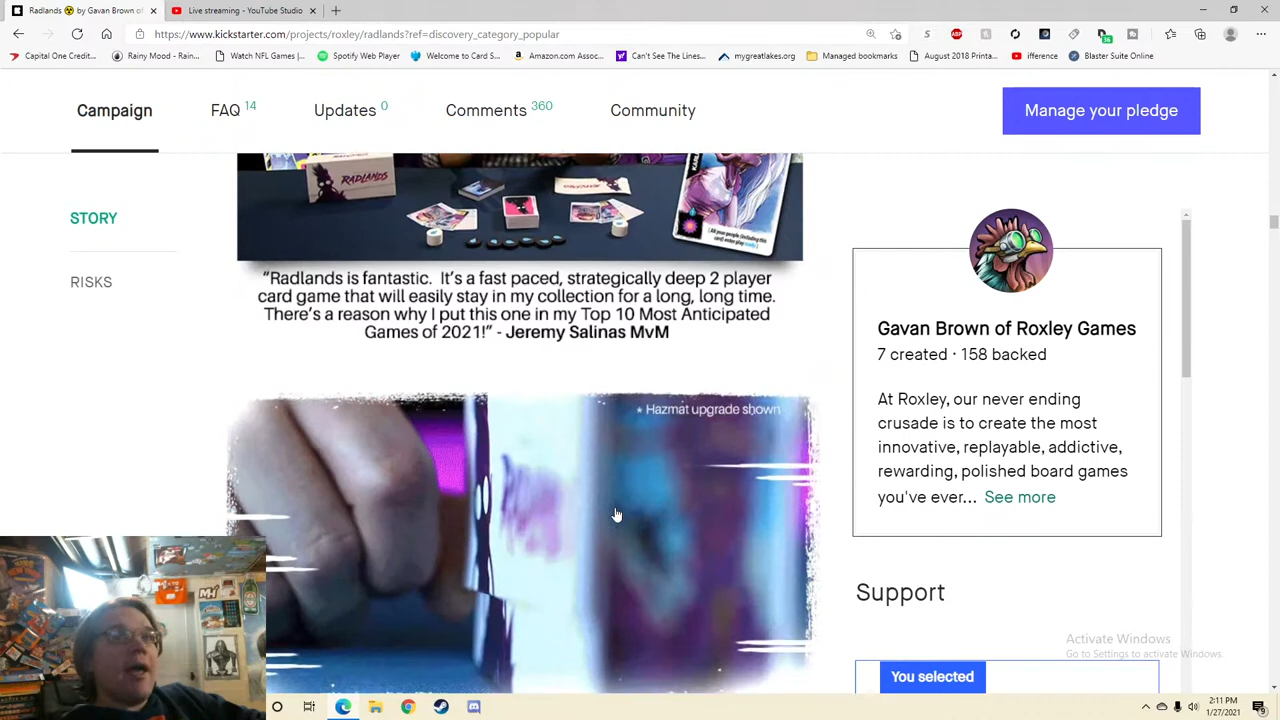 Radlands ☢ by Gavan Brown of
Live streaming - YouTube Studio
https://www.kickstarter.com/projects/roxley/radlands?ref=discovery_category_popular
ABP
36
Capital One Credit...
Rainy Mood - Rain...
Watch NFL Games |...
Spotify Web Player
Welcome to Card S...
Amazon.com Assoc...
Can't See the Lines...
mygreatlakes.org
Managed bookmarks
August 2018 Printa...
ifference
Blaster Suite Online
Campaign
FAQ 14
Updates 0
Comments 360
Community
Manage your pledge
STORY
RISKS
RADLANDS
"Radlands is fantastic. It's a fast paced, strategically deep 2 player
card game that will easily stay in my collection for a long, long time.
There's a reason why I put this one in my Top 10 Most Anticipated
Games of 2021!" - Jeremy Salinas MvM
* Hazmat upgrade shown
Gavan Brown of Roxley Games
7 created · 158 backed
At Roxley, our never ending
crusade is to create the most
innovative, replayable, addictive,
rewarding, polished board games
you've ever... See more
Support
You selected
Activate Windows
Go to Settings to activate Windows.
2:11 PM
1/27/2021
9